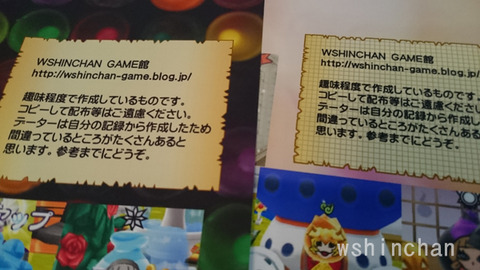 WSHINCHAN GAME館
http://wshinchan-game.blog.jp/
趣味程度で作成しているものです。
コピーして配布等はご遠慮ください。
データーは自分の記録から作成したため
間違っているところがたくさんあると
思います。参考までにどうぞ。
WSHINCHAN GAME館
http://wshinchan-game.blog.jp/
趣味程度で作成しているもので
コピーして配布等はご遠慮くださ
データーは自分の記録から作成
間違っているところがたくさんあ
思います。参考までにどうぞ。
アップ
wshinchan